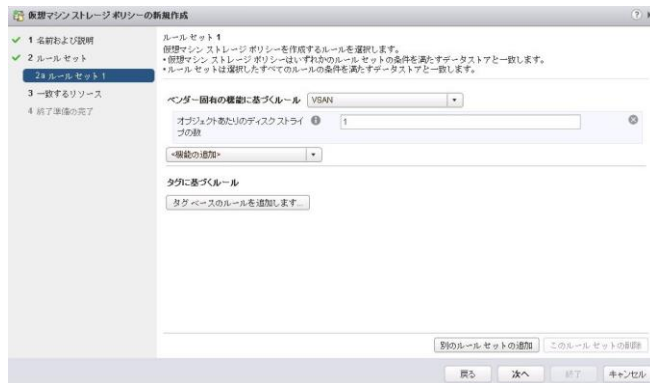 仮想マシン ストレージ ポリシーの新規作成
1 名前および説明
2 ルール セット
2a ルール セット 1
3 一致するリソース
4 終了準備の完了
ルール セット 1
仮想マシン ストレージ ポリシーを作成するルールを選択します。
• 仮想マシン ストレージ ポリシーはいずれかのルール セットの条件を満たすデータストアと一致します。
• ルール セットは選択したすべてのルールの条件を満たすデータストアと一致します。
ベンダー固有の機能に基づくルール VSAN
オブジェクトあたりのディスク ストライ 1
プの数
<機能の追加>
タグに基づくルール
タグ ベースのルールを追加します...
別のルール セットの追加 このルール セットの削除
戻る 次へ 終了 キャンセル